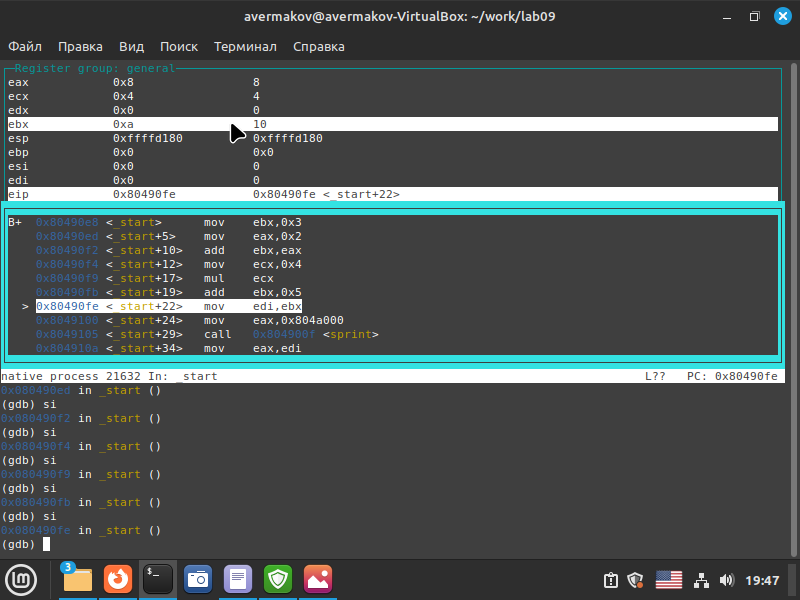 avermakov@avermakov-VirtualBox: ~/work/lab09
Файл Правка Вид Поиск Терминал Справка
Register group: general
eax 0x8 8
ecx 0x4 4
edx 0x0 0
ebx 0xa 10
esp 0xffffd180 0xffffd180
ebp 0x0 0x0
esi 0x0 0
edi 0x0 0
eip 0x80490fe 0x80490fe <_start+22>
B+ 0x80490e8 <_start> mov ebx,0x3
0x80490ed <_start+5> mov eax,0x2
0x80490f2 <_start+10> add ebx,eax
0x80490f4 <_start+12> mov ecx,0x4
0x80490f9 <_start+17> mul ecx
0x80490fb <_start+19> add ebx,0x5
> 0x80490fe <_start+22> mov edi,ebx
0x8049100 <_start+24> mov eax,0x804a000
0x8049105 <_start+29> call 0x804900f <sprint>
0x804910a <_start+34> mov eax,edi
native process 21632 In: _start L?? PC: 0x80490fe
0x080490ed in _start ()
(gdb) si
0x080490f2 in _start ()
(gdb) si
0x080490f4 in _start ()
(gdb) si
0x080490f9 in _start ()
(gdb) si
0x080490fb in _start ()
(gdb) si
0x080490fe in _start ()
(gdb)
3
$_
19:47